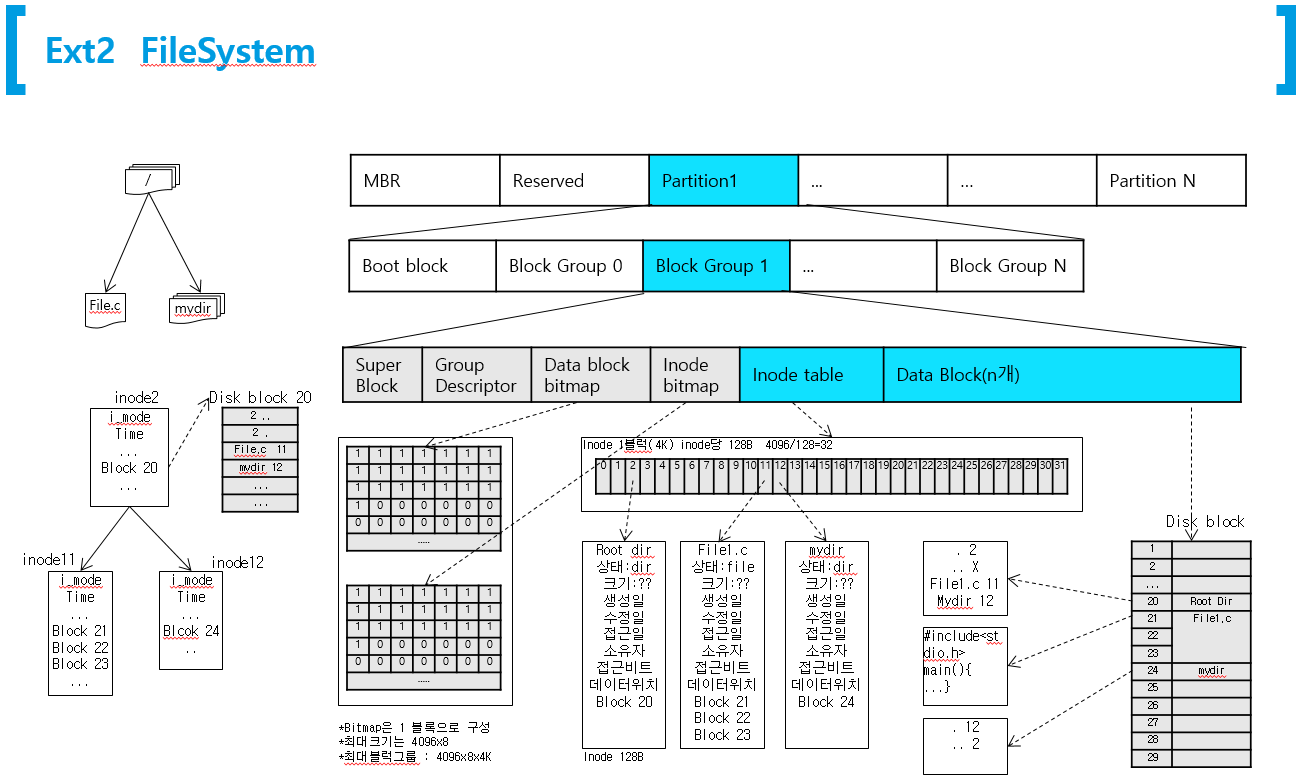 Ext2 FileSystem
/
File.c
mydir
MBR
Reserved
Partition1
...
...
Partition N
Boot block
Block Group 0
Block Group 1
...
Block Group N
Super
Block
Group
Descriptor
Data block
bitmap
Inode
bitmap
Inode table
Data Block(n개)
inode2
i_mode
Time
...
Block 20
...
Disk block 20
2 ..
2 .
File.c 11
mydir 12
...
...
inode11
i_mode
Time
...
Block 21
Block 22
Block 23
...
inode12
i_mode
Time
...
Blcok 24
..
1 1 1 1 1 1 1
1 1 1 1 1 1 1
1 1 1 1 1 1 1
1 0 0 0 0 0 0
0 0 0 0 0 0 0
.....
1 1 1 1 1 1 1
1 1 1 1 1 1 1
1 1 1 1 1 1 1
1 0 0 0 0 0 0
0 0 0 0 0 0 0
.....
*Bitmap은 1 블록으로 구성
*최대크기는 4096x8
*최대블럭그룹 : 4096x8x4K
Inode 1블럭(4K) inode당 128B 4096/128=32
0 1 2 3 4 5 6 7 8 9 10 11 12 13 14 15 16 17 18 19 20 21 22 23 24 25 26 27 28 29 30 31
Root dir
상태:dir
크기:??
생성일
수정일
접근일
소유자
접근비트
데이터위치
Block 20
Inode 128B
File1.c
상태:file
크기:??
생성일
수정일
접근일
소유자
접근비트
데이터위치
Block 21
Block 22
Block 23
mydir
상태:dir
크기:??
생성일
수정일
접근일
소유자
접근비트
데이터위치
Block 24
. 2
.. X
File1.c 11
Mydir 12
#include<st
dio.h>
main(){
...}
. 12
.. 2
Disk block
1
2
...
20 Root Dir
21 File1.c
22
23
24 mydir
25
26
27
28
29